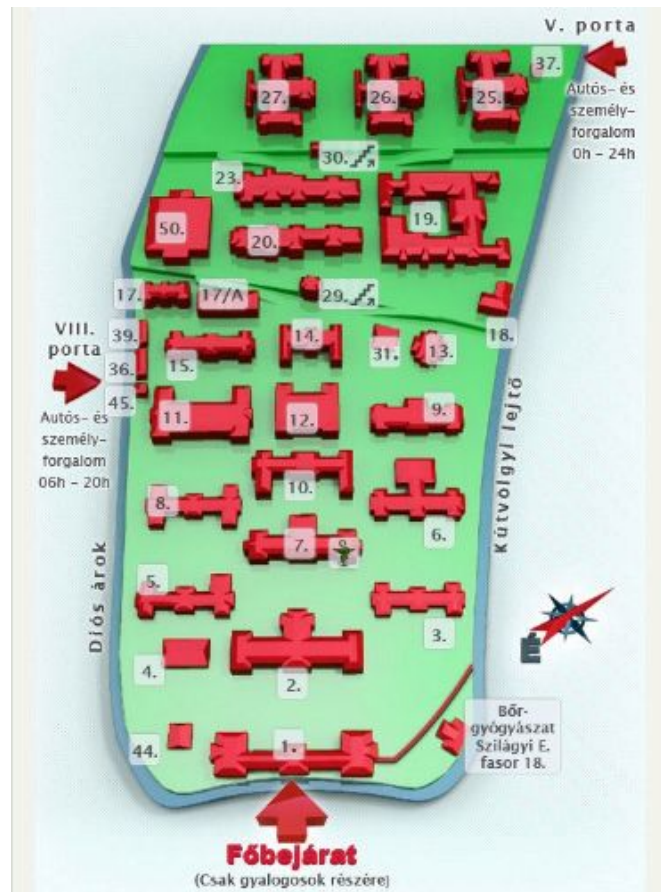 V. porta
37.
Autós- és
személy-
forgalom
0h - 24h
27.
26.
25.
30.
23.
19.
50.
20.
17.
17/A
29.
18.
VIII.
porta
39.
36.
45.
14.
31.
13.
15.
Autós- és
személy-
forgalom
06h - 20h
11.
12.
9.
10.
8.
6.
7.
5.
3.
4.
2.
44.
1.
Diós árok
Kútvölgyi lejtő
É
Bőr-
gyógyászat
Szilágyi E.
fasor 18.
Főbejárat
(Csak gyalogosok részére)